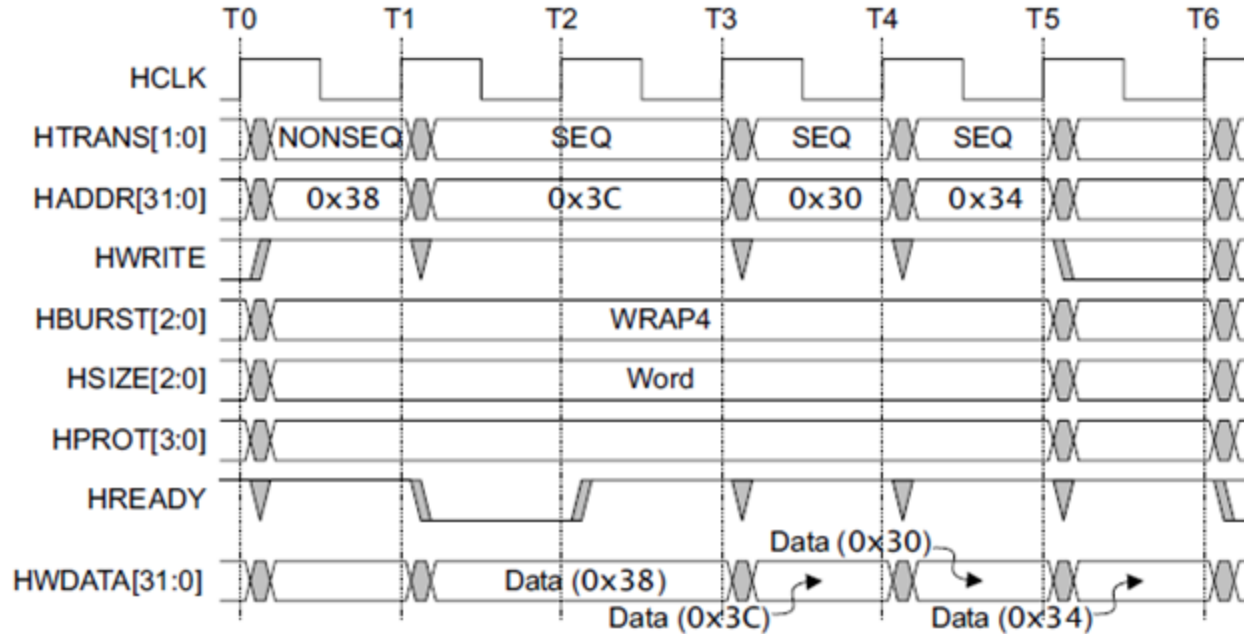 T0 T1 T2 T3 T4 T5 T6
HCLK
HTRANS[1:0] NONSEQ SEQ SEQ SEQ
HADDR[31:0] 0x38 0x3C 0x30 0x34
HWRITE
HBURST[2:0] WRAP4
HSIZE[2:0] Word
HPROT[3:0]
HREADY
Data (0x30)
HWDATA[31:0] Data (0x38)
Data (0x3C) Data (0x34)